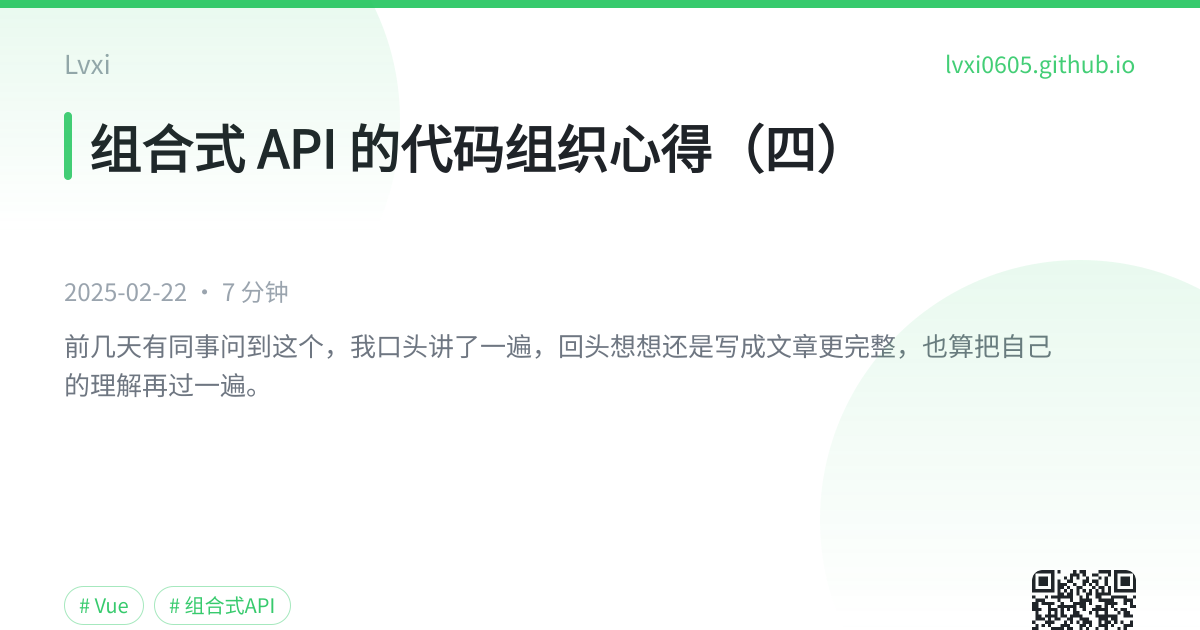 Lvxi
lvxi0605.github.io
组合式 API 的代码组织心得（四）
2025-02-22 · 7 分钟
前几天有同事问到这个，我口头讲了一遍，回头想想还是写成文章更完整，也算把自己
的理解再过一遍。
# Vue
# 组合式API